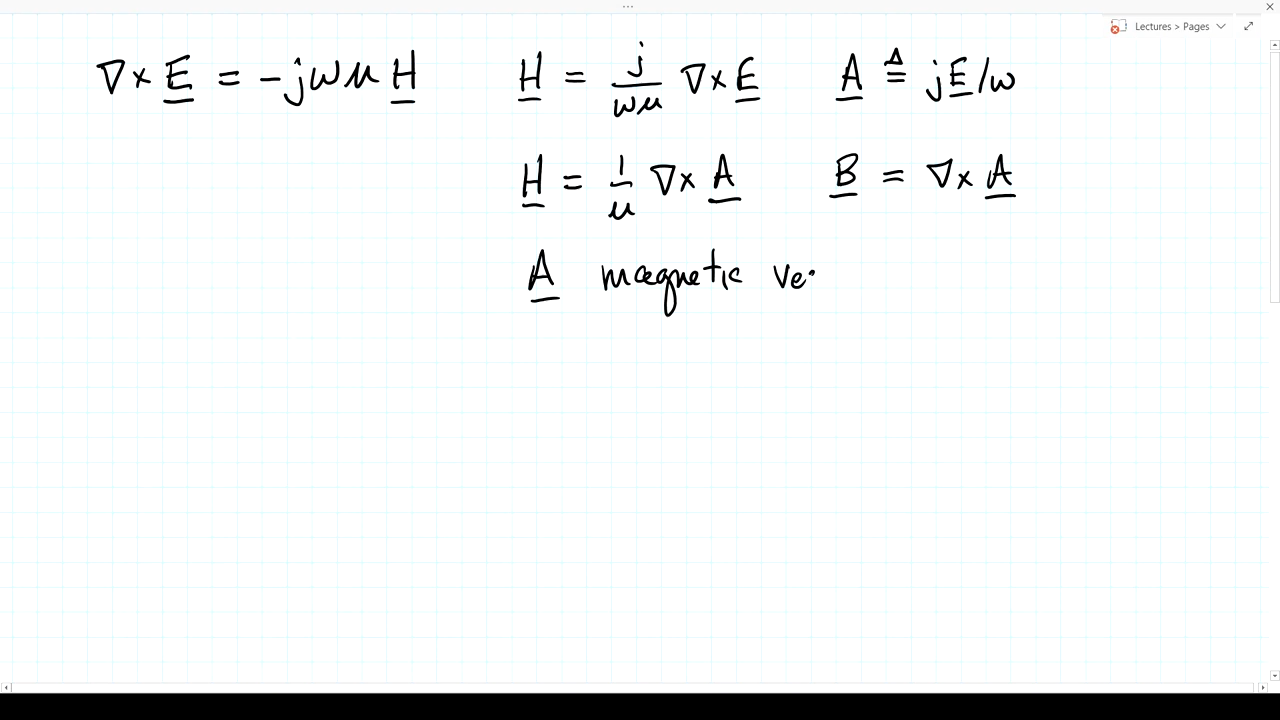 Lectures > Pages
∇× E = -jωμ H    H = j/ωμ ∇× E    A ≜ jE/ω
H = 1/μ ∇× A    B = ∇× A
A magnetic ve